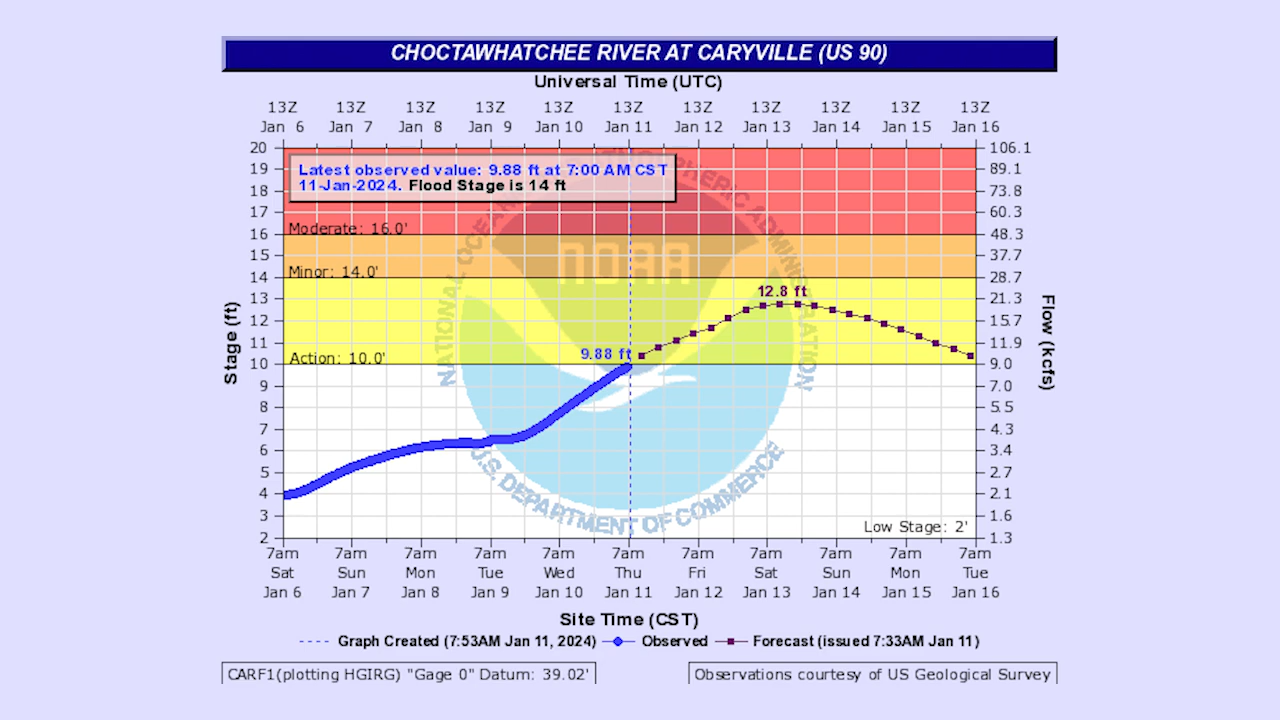 CHOCTAWHATCHEE RIVER AT CARYVILLE (US 90)
Universal Time (UTC)
13Z 13Z 13Z 13Z 13Z 13Z 13Z 13Z 13Z 13Z 13Z
Jan 6 Jan 7 Jan 8 Jan 9 Jan 10 Jan 11 Jan 12 Jan 13 Jan 14 Jan 15 Jan 16
Latest observed value: 9.88 ft at 7:00 AM CST
11-Jan-2024. Flood Stage is 14 ft
20 106.1
19 89.1
18 73.8
17 60.3
Moderate: 16.0'
16 48.3
15 37.7
Minor: 14.0'
14 28.7
12.8 ft
13 21.3
12 15.7
11 11.9
9.88 ft
Action: 10.0'
10 9.0
9 7.0
8 5.5
7 4.3
6 3.4
5 2.7
4 2.1
3 1.6
Low Stage: 2'
2 1.3
Stage (ft)
Flow (kcfs)
NATIONAL OCEANIC AND ATMOSPHERIC ADMINISTRATION
NOAA
U.S. DEPARTMENT OF COMMERCE
7am 7am 7am 7am 7am 7am 7am 7am 7am 7am 7am
Sat Sun Mon Tue Wed Thu Fri Sat Sun Mon Tue
Jan 6 Jan 7 Jan 8 Jan 9 Jan 10 Jan 11 Jan 12 Jan 13 Jan 14 Jan 15 Jan 16
Site Time (CST)
Graph Created (7:53AM Jan 11, 2024) Observed Forecast (issued 7:33AM Jan 11)
CARF1(plotting HGIRG) "Gage 0" Datum: 39.02'
Observations courtesy of US Geological Survey